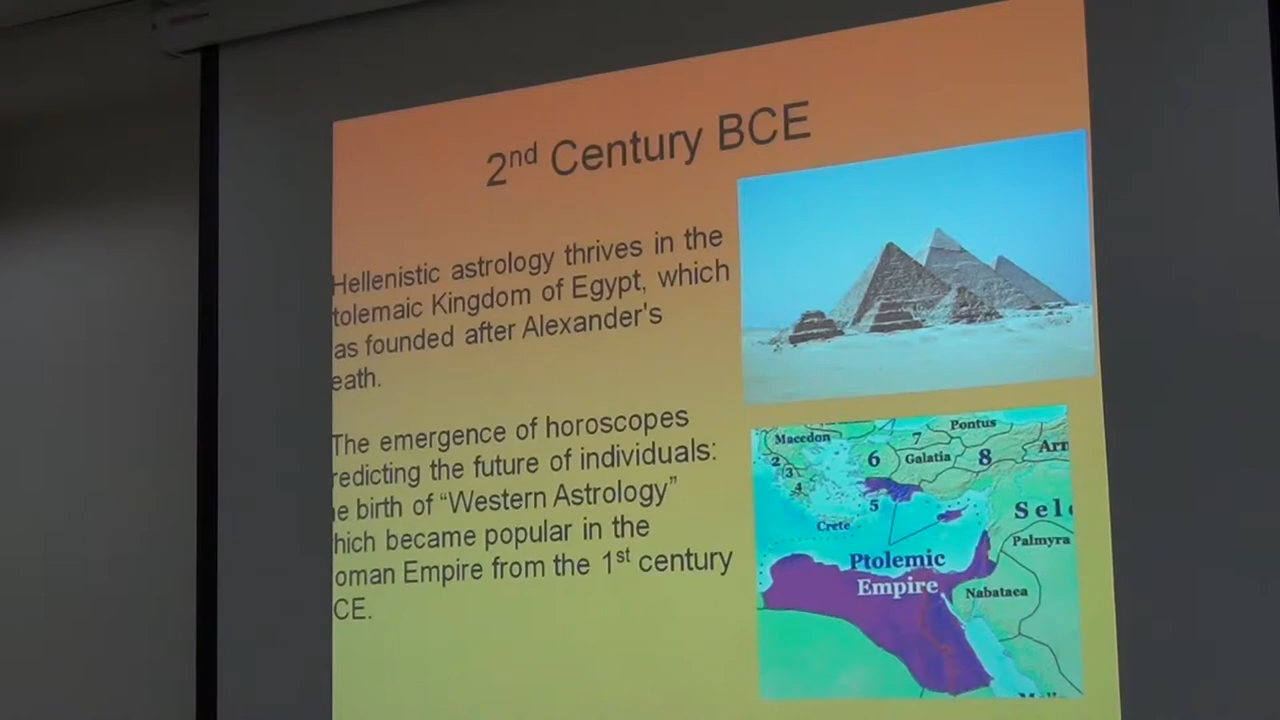 2nd Century BCE
Hellenistic astrology thrives in the
tolemaic Kingdom of Egypt, which
as founded after Alexander's
eath.
The emergence of horoscopes
redicting the future of individuals:
e birth of “Western Astrology”
hich became popular in the
oman Empire from the 1st century
CE.
Macedon
Pontus
7
2
3
4
6
Galatia
8
Arm
5
Crete
Sel
Palmyra
Ptolemic
Empire
Nabataea